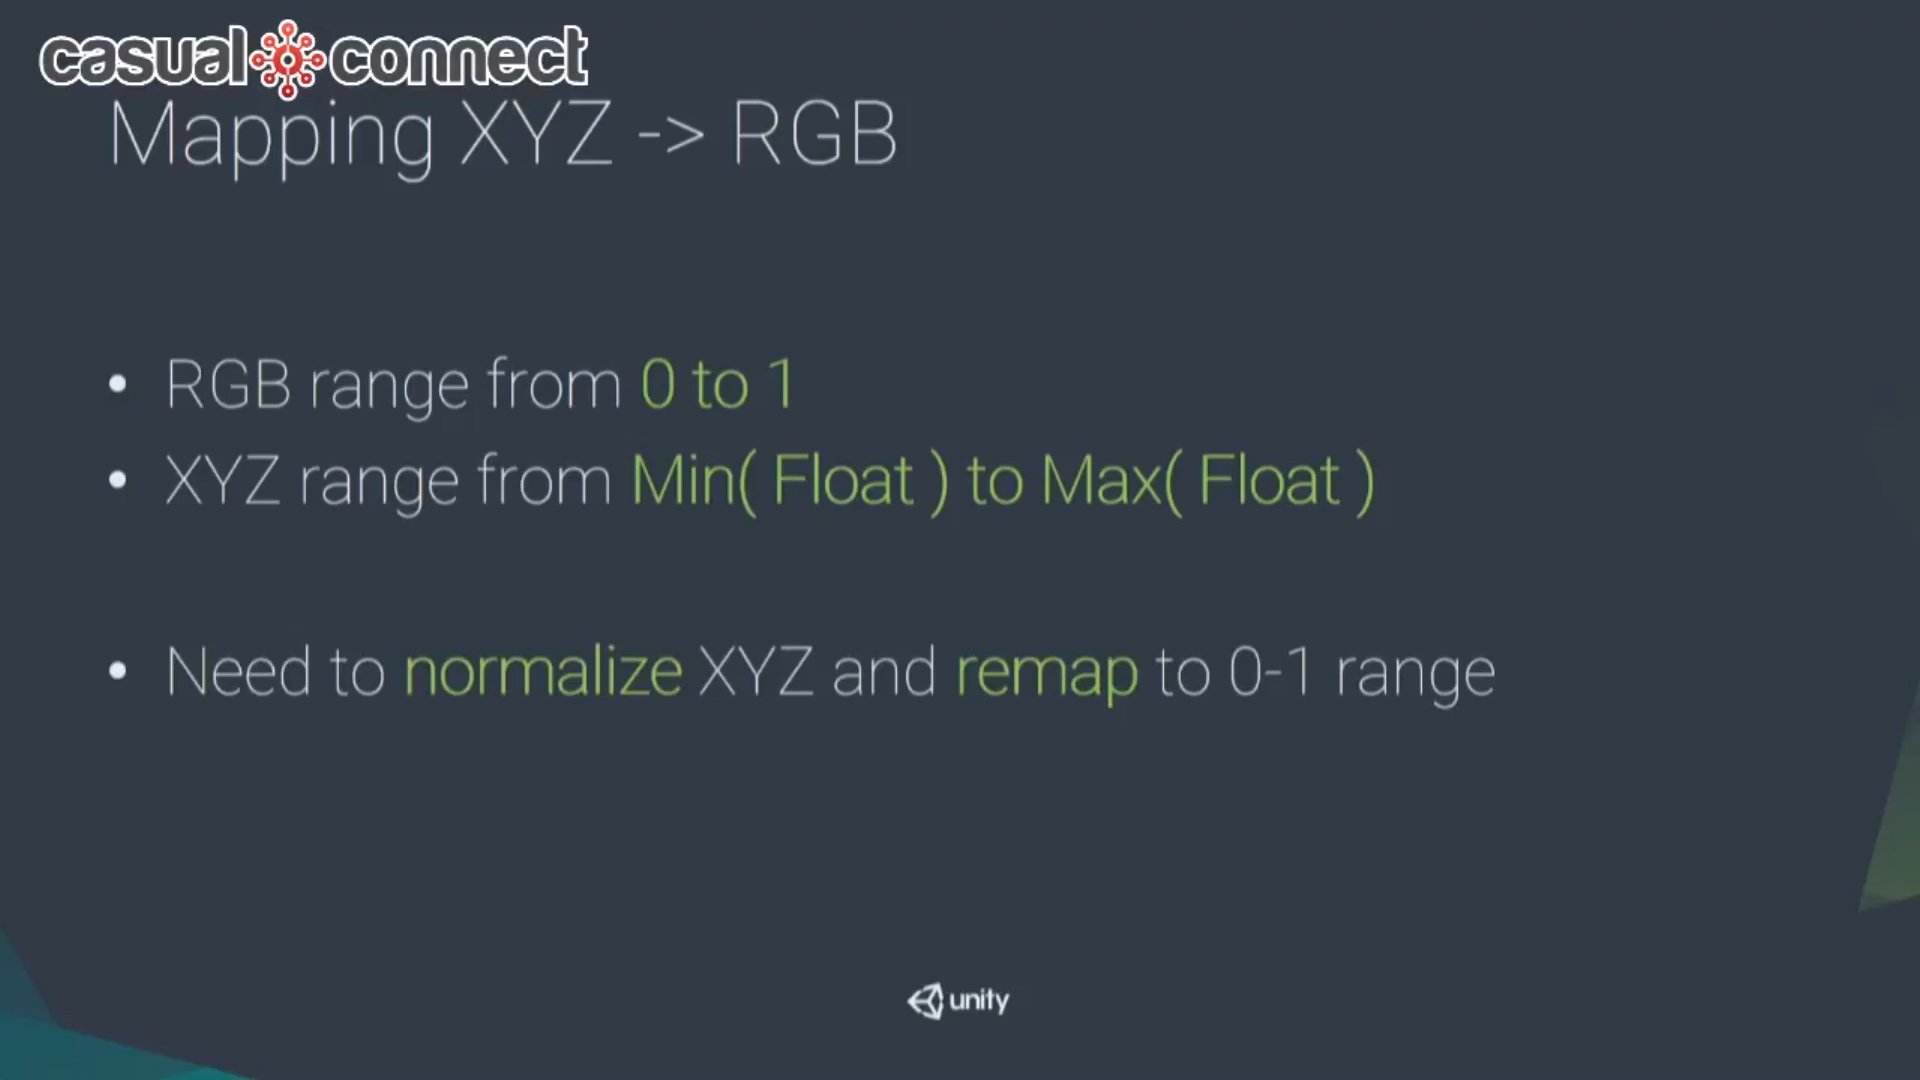 casual connect
Mapping XYZ -> RGB
• RGB range from 0 to 1
• XYZ range from Min( Float ) to Max( Float )
• Need to normalize XYZ and remap to 0-1 range
unity